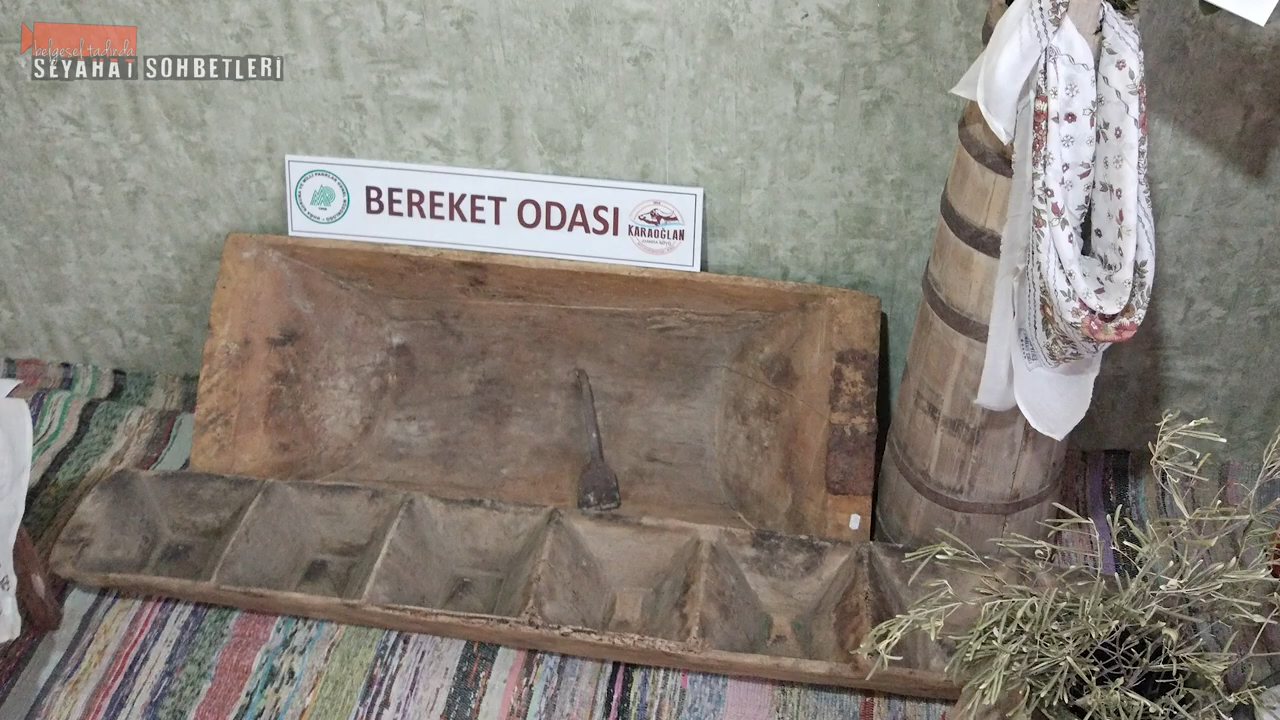 belgesel tadında
SEYAHAT SOHBETLERİ
BEREKET ODASI
KARAOĞLAN